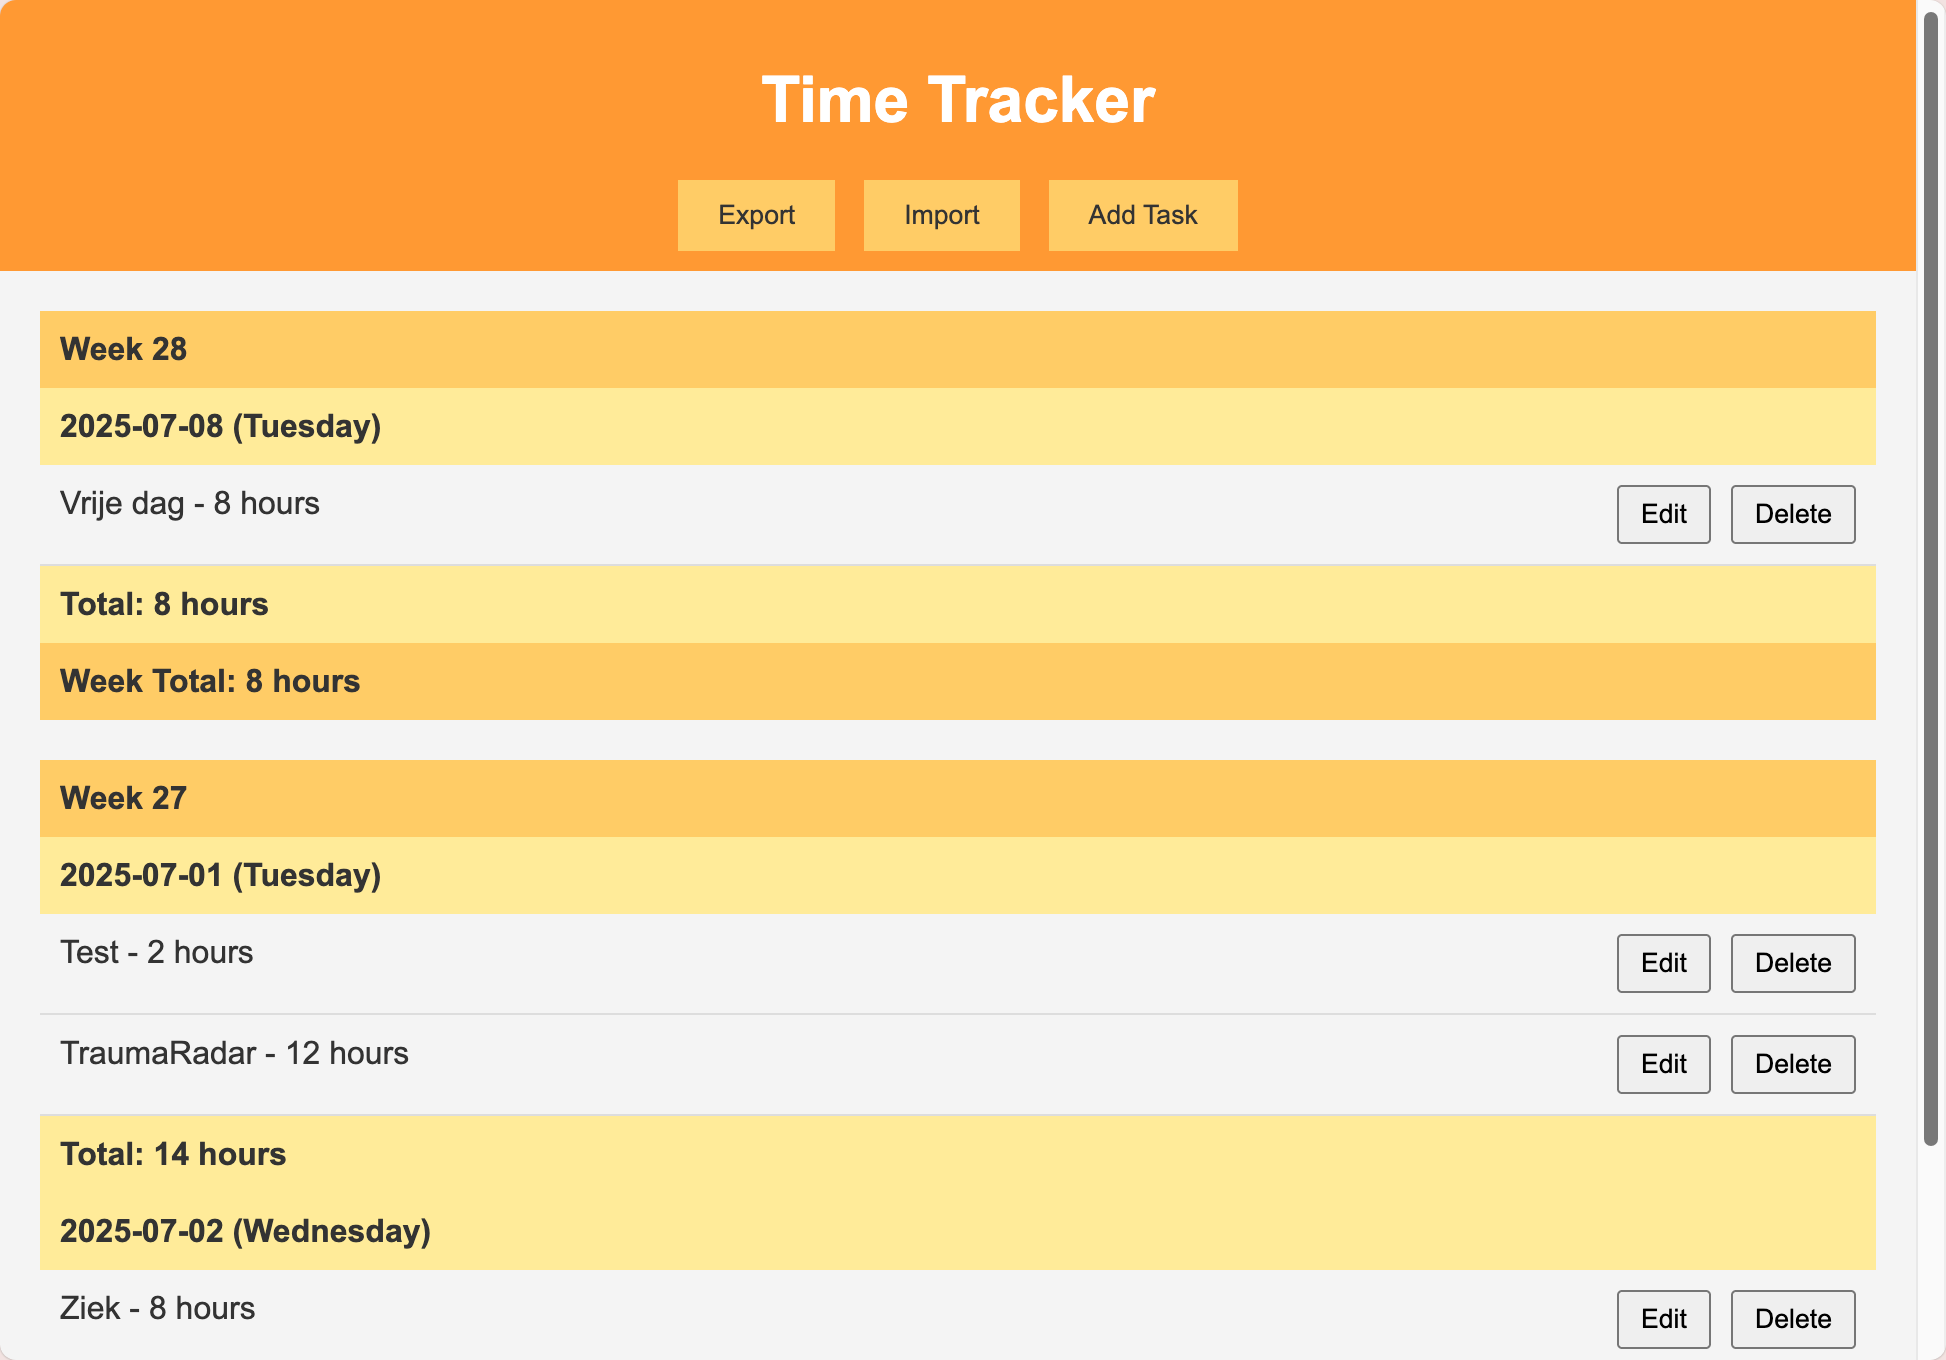 Time Tracker
Export Import Add Task
Week 28
2025-07-08 (Tuesday)
Vrije dag - 8 hours Edit Delete
Total: 8 hours
Week Total: 8 hours
Week 27
2025-07-01 (Tuesday)
Test - 2 hours Edit Delete
TraumaRadar - 12 hours Edit Delete
Total: 14 hours
2025-07-02 (Wednesday)
Ziek - 8 hours Edit Delete